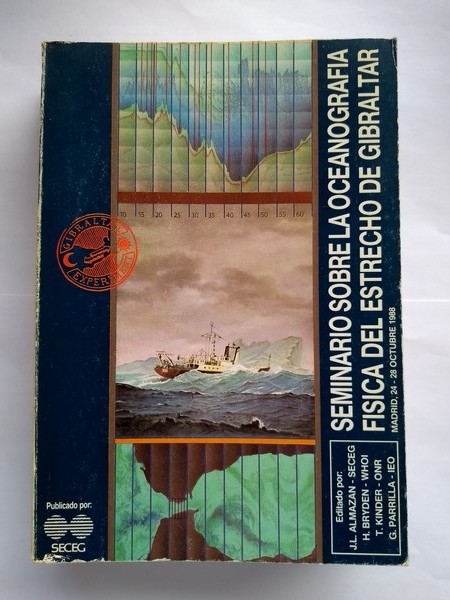 SEMINARIO SOBRE LA OCEANOGRAFIA
FISICA DEL ESTRECHO DE GIBRALTAR
MADRID, 24 - 28 OCTUBRE 1988
GIBRALTAR
EXPERIMENT
10 15 20 25 30 35 40 45 50 55 60
Editado por:
J.L. ALMAZAN - SECEG
H. BRYDEN - WHOI
T. KINDER - ONR
G. PARRILLA - IEO
Publicado por:
SECEG